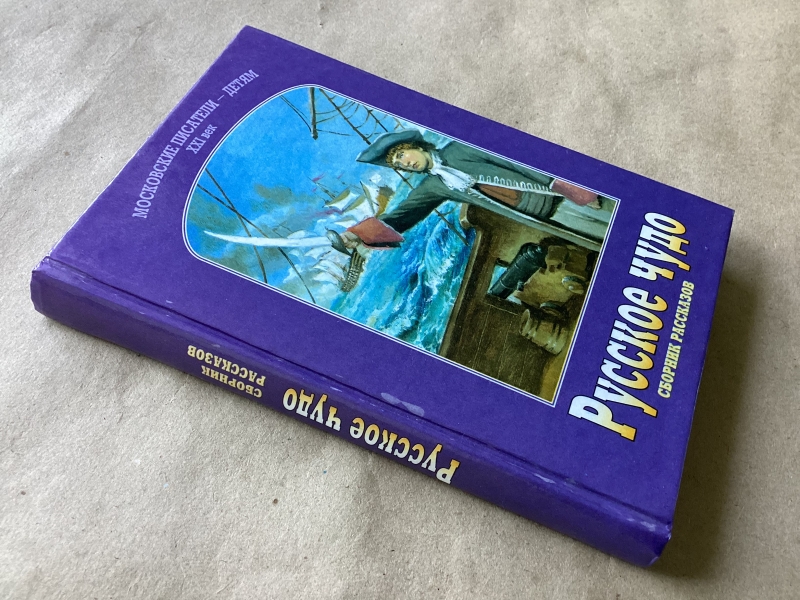 МОСКОВСКИЕ ПИСАТЕЛИ – ДЕТЯМ
XXI век
Русское чудо
СБОРНИК РАССКАЗОВ
Русское чудо
СБОРНИК
РАССКАЗОВ